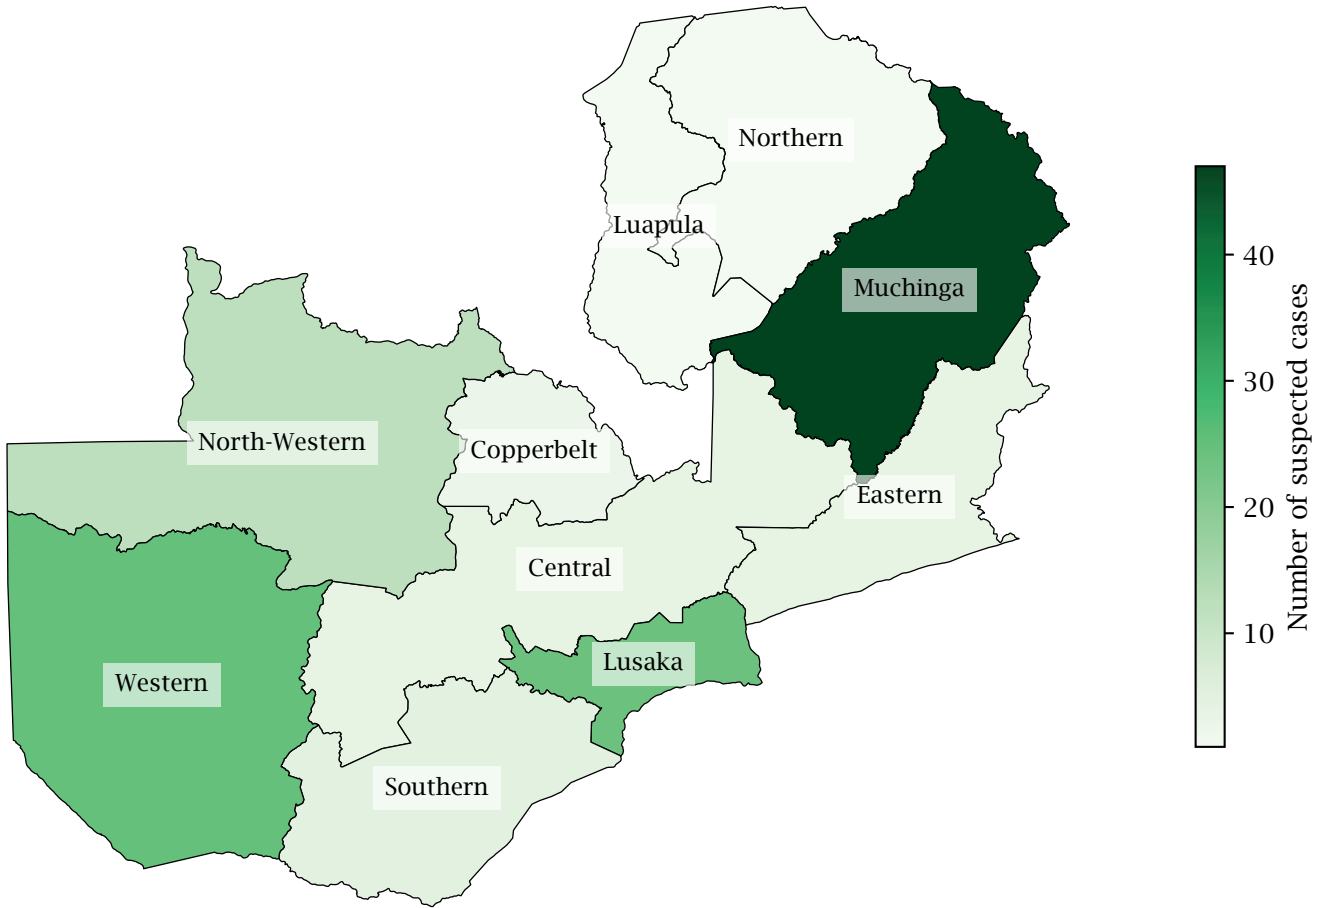 Northern
Luapula
Muchinga
North-Western
Copperbelt
Eastern
Central
Lusaka
Western
Southern
40
30
20
10
Number of suspected cases